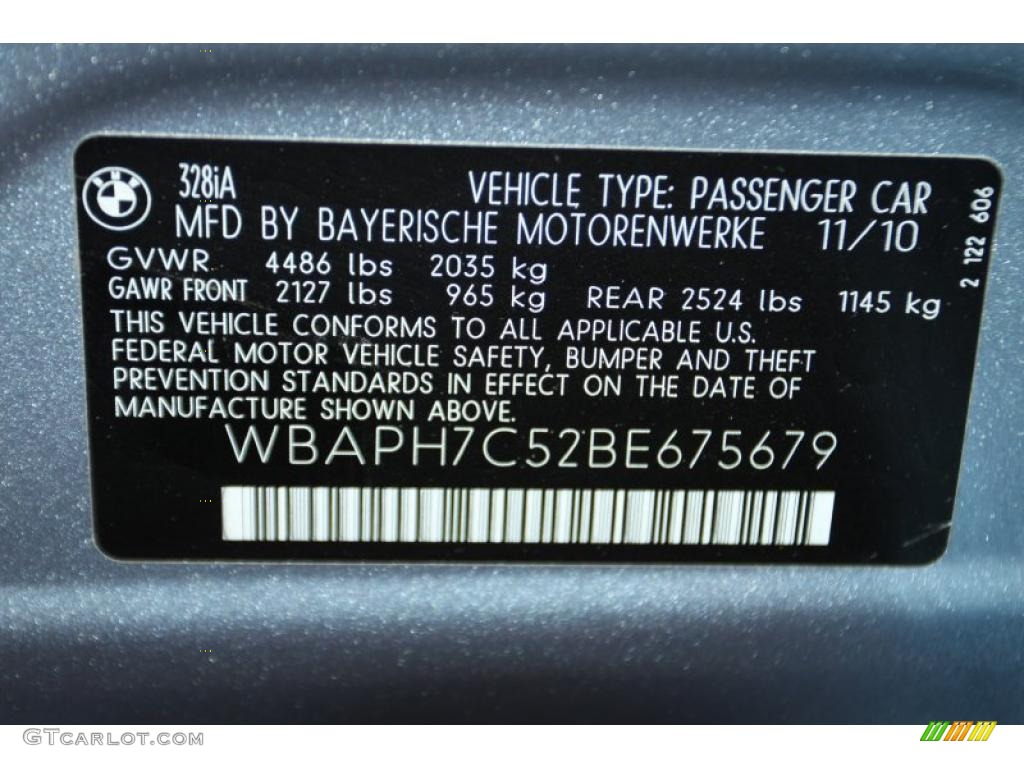 BMW
328iA
VEHICLE TYPE: PASSENGER CAR
MFD BY BAYERISCHE MOTORENWERKE 11/10
GVWR 4486 lbs 2035 kg
GAWR FRONT 2127 lbs 965 kg REAR 2524 lbs 1145 kg
THIS VEHICLE CONFORMS TO ALL APPLICABLE U.S.
FEDERAL MOTOR VEHICLE SAFETY, BUMPER AND THEFT
PREVENTION STANDARDS IN EFFECT ON THE DATE OF
MANUFACTURE SHOWN ABOVE.
WBAPH7C52BE675679
2 122 606
GTcarlot.com